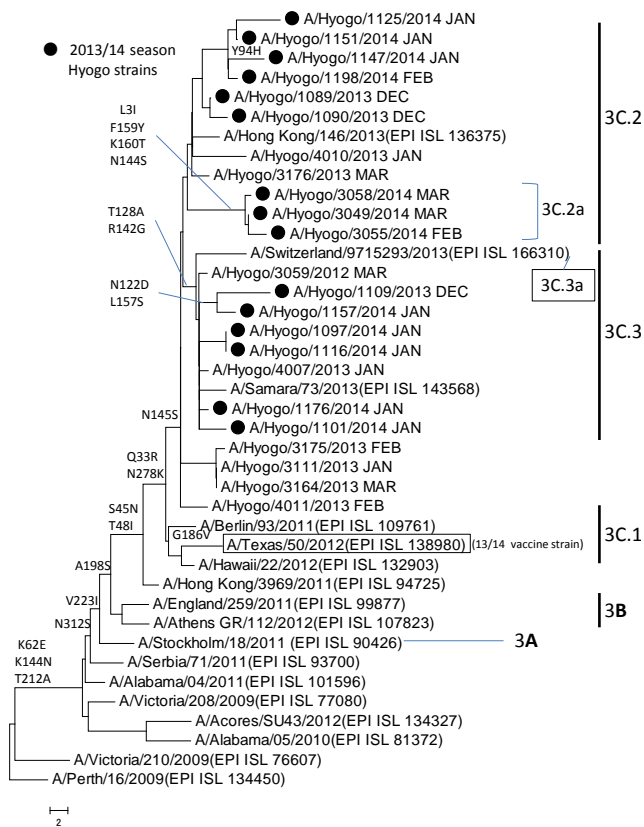 A/Hyogo/1125/2014 JAN
● 2013/14 season
Hyogo strains
A/Hyogo/1151/2014 JAN
Y94H
A/Hyogo/1147/2014 JAN
A/Hyogo/1198/2014 FEB
A/Hyogo/1089/2013 DEC
3C.2
L3I
F159Y
K160T
N144S
A/Hyogo/1090/2013 DEC
A/Hong Kong/146/2013(EPI ISL 136375)
A/Hyogo/4010/2013 JAN
A/Hyogo/3176/2013 MAR
A/Hyogo/3058/2014 MAR
A/Hyogo/3049/2014 MAR
3C.2a
A/Hyogo/3055/2014 FEB
T128A
R142G
A/Switzerland/9715293/2013(EPI ISL 166310)
A/Hyogo/3059/2012 MAR
3C.3a
N122D
L157S
A/Hyogo/1109/2013 DEC
A/Hyogo/1157/2014 JAN
A/Hyogo/1097/2014 JAN
3C.3
A/Hyogo/1116/2014 JAN
A/Hyogo/4007/2013 JAN
A/Samara/73/2013(EPI ISL 143568)
A/Hyogo/1176/2014 JAN
N145S
A/Hyogo/1101/2014 JAN
A/Hyogo/3175/2013 FEB
Q33R
N278K
A/Hyogo/3111/2013 JAN
A/Hyogo/3164/2013 MAR
A/Hyogo/4011/2013 FEB
S45N
T48I
A/Berlin/93/2011(EPI ISL 109761)
G186V
3C.1
A/Texas/50/2012(EPI ISL 138980) (13/14 vaccine strain)
A198S
A/Hawaii/22/2012(EPI ISL 132903)
A/Hong Kong/3969/2011(EPI ISL 94725)
V223I
A/England/259/2011(EPI ISL 99877)
3B
N312S
A/Athens GR/112/2012(EPI ISL 107823)
A/Stockholm/18/2011 (EPI ISL 90426)
3A
K62E
K144N
T212A
A/Serbia/71/2011(EPI ISL 93700)
A/Alabama/04/2011(EPI ISL 101596)
A/Victoria/208/2009(EPI ISL 77080)
A/Acores/SU43/2012(EPI ISL 134327)
A/Alabama/05/2010(EPI ISL 81372)
A/Victoria/210/2009(EPI ISL 76607)
A/Perth/16/2009(EPI ISL 134450)
2